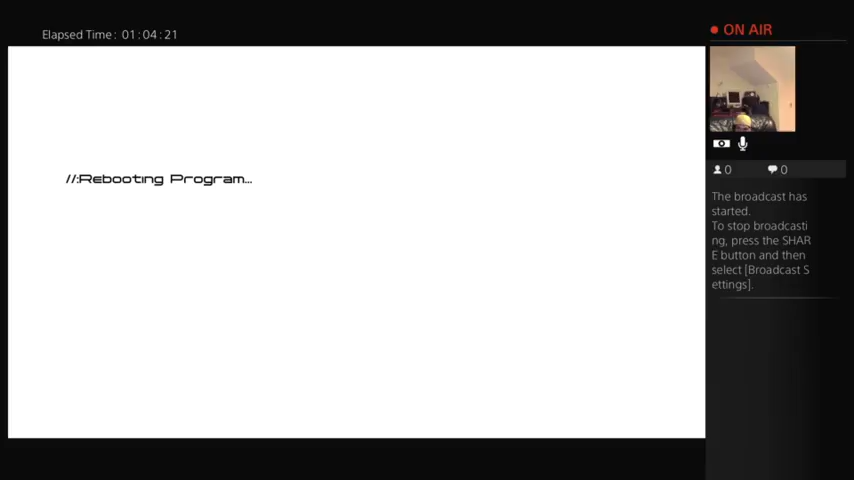 Elapsed Time: 01:04:21
ON AIR
//:Rebooting Program...
0 0
The broadcast has
started.
To stop broadcasti
ng, press the SHAR
E button and then
select [Broadcast S
ettings].